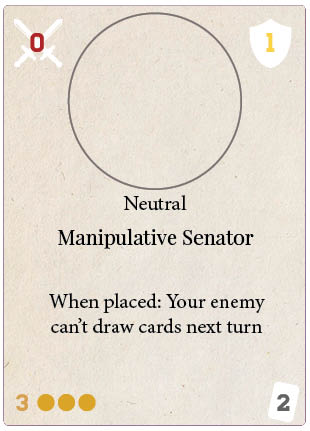 0
1
Neutral
Manipulative Senator
When placed: Your enemy
can't draw cards next turn
3
2